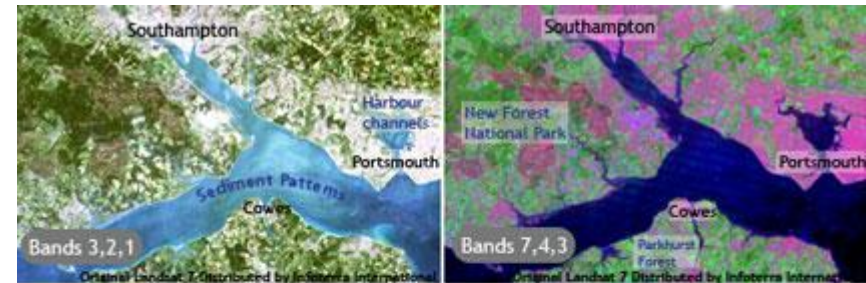 Southampton
Harbour
channels
Portsmouth
Sediment Patterns
Cowes
Bands 3,2,1
Original Landsat 7 Distributed by Infoterra International
Southampton
New Forest
National Park
Portsmouth
Cowes
Parkhurst
Forest
Bands 7,4,3
Original Landsat 7 Distributed by Infoterra International